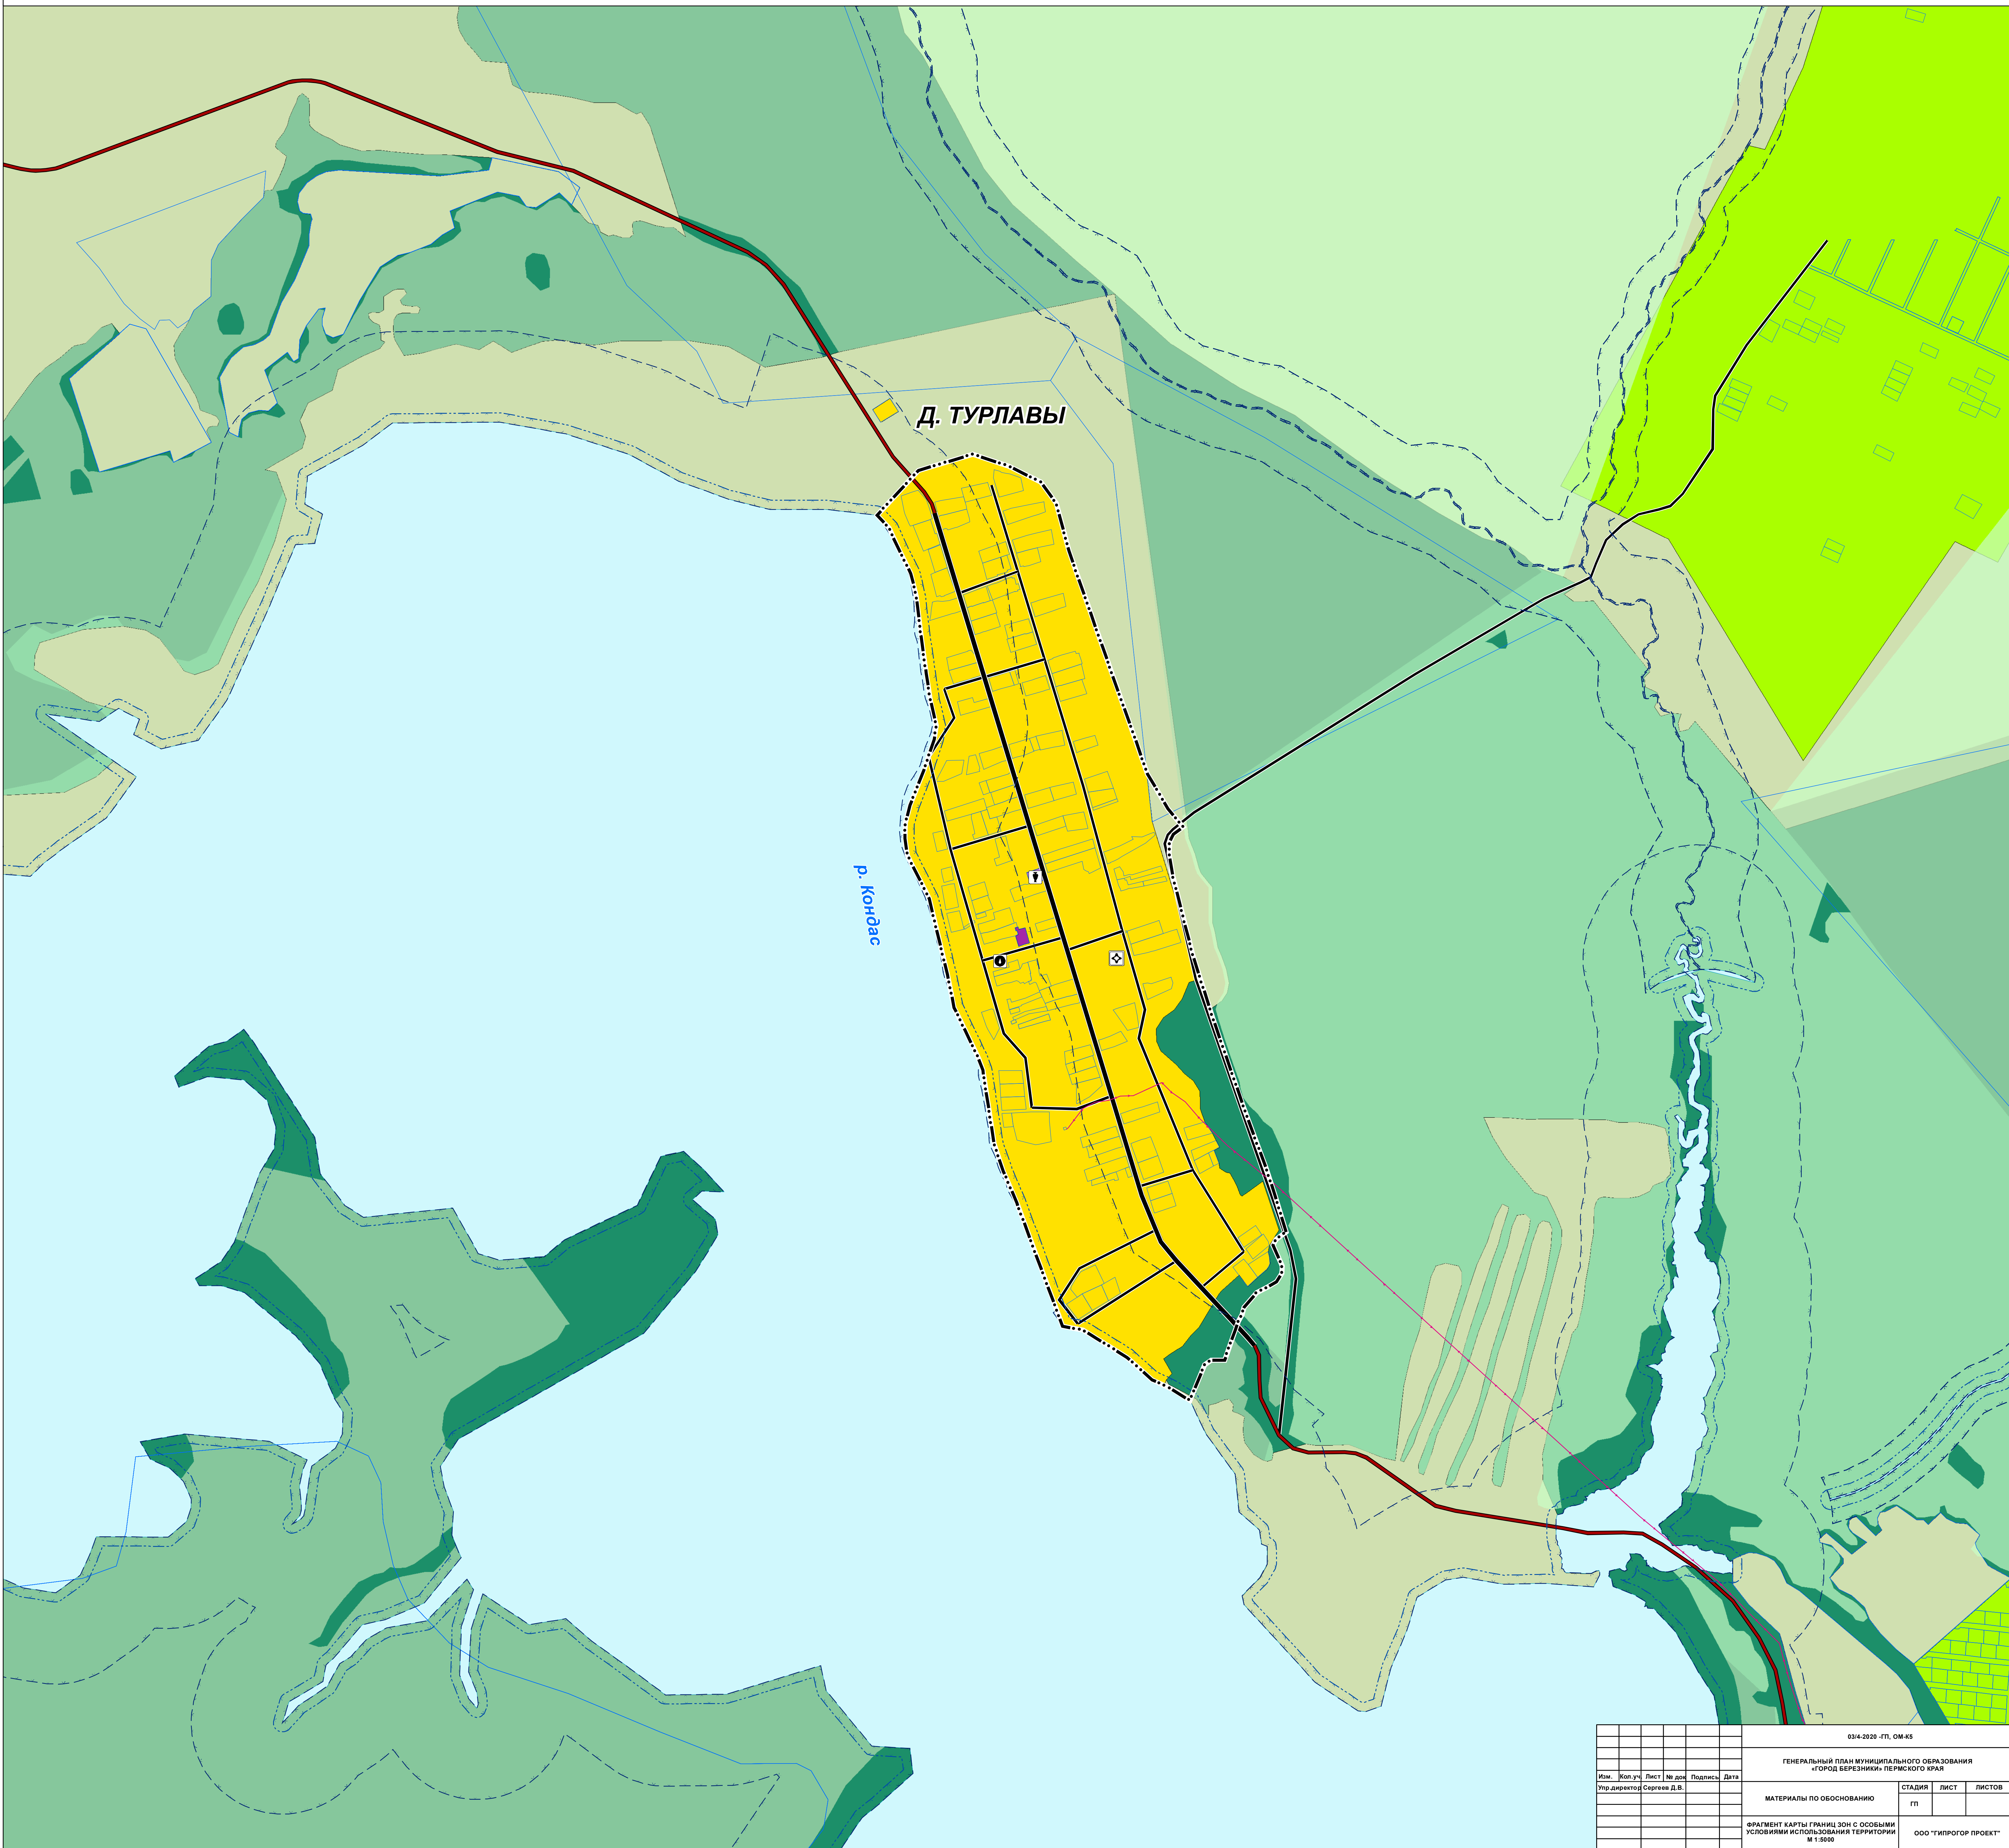 Д. ТУРЛАВЫ
р. Кондас
03/4-2020 -ГП, ОМ-К5
ГЕНЕРАЛЬНЫЙ ПЛАН МУНИЦИПАЛЬНОГО ОБРАЗОВАНИЯ
«ГОРОД БЕРЕЗНИКИ» ПЕРМСКОГО КРАЯ
Изм. Кол.уч Лист № док Подпись Дата
Упр.директор Сергеев Д.В.
МАТЕРИАЛЫ ПО ОБОСНОВАНИЮ
СТАДИЯ ЛИСТ ЛИСТОВ
ГП
ФРАГМЕНТ КАРТЫ ГРАНИЦ ЗОН С ОСОБЫМИ
УСЛОВИЯМИ ИСПОЛЬЗОВАНИЯ ТЕРРИТОРИИ
М 1:5000
ООО "ГИПРОГОР ПРОЕКТ"